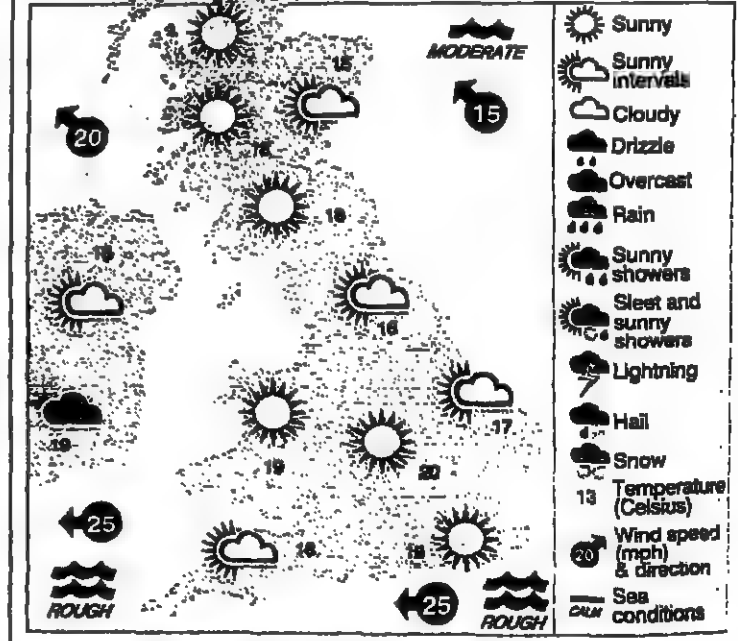 MODERATE
15
20
15
18
16
25
ROUGH
19
17
19
20
25
ROUGH
Sunny
Sunny
intervals
Cloudy
Drizzle
Overcast
Rain
Sunny
showers
Sleet and
sunny
showers
Lightning
Hail
Snow
13
Temperature
(Celsius)
20
Wind speed
(mph)
& direction
CALM
Sea
conditions